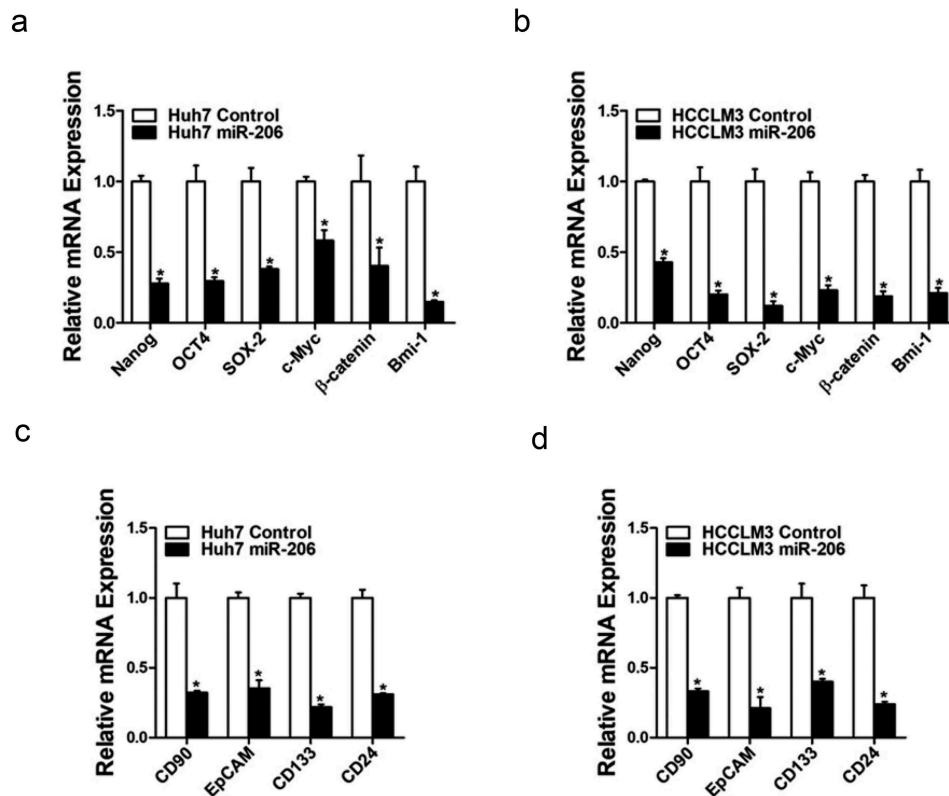 a
Relative mRNA Expression
1.5
1.0
0.5
0.0
Huh7 Control
Huh7 miR-206
Nanog
OCT4
SOX-2
c-Myc
β-catenin
Bmi-1
*
*
*
*
*
*
b
Relative mRNA Expression
1.5
1.0
0.5
0.0
HCCLM3 Control
HCCLM3 miR-206
Nanog
OCT4
SOX-2
c-Myc
β-catenin
Bmi-1
*
*
*
*
*
*
c
Relative mRNA Expression
1.5
1.0
0.5
0.0
Huh7 Control
Huh7 miR-206
CD90
EpCAM
CD133
CD24
*
*
*
*
d
Relative mRNA Expression
1.5
1.0
0.5
0.0
HCCLM3 Control
HCCLM3 miR-206
CD90
EpCAM
CD133
CD24
*
*
*
*